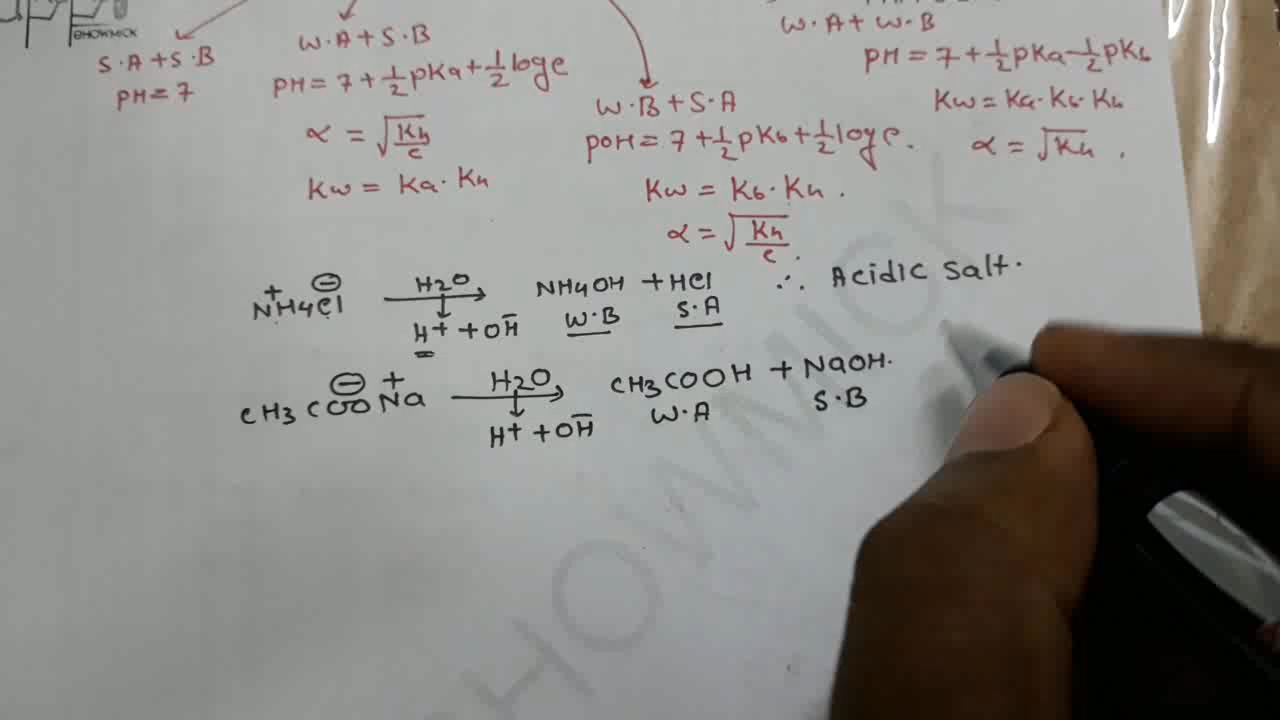 BHOWMICK
S.A + S.B
pH = 7
W.A + S.B
pH = 7 + 1/2 pKa + 1/2 log c
α = √(Kh/c)
Kw = Ka · Kh
W.B + S.A
pOH = 7 + 1/2 pKb + 1/2 log c.
Kw = Kb · Kh.
α = √(Kh/c).
W.A + W.B
pH = 7 + 1/2 pKa - 1/2 pKb
Kw = Ka · Kb · Kh
α = √Kh.
+ ⊖
NH4Cl → H2O NH4OH + HCl ∴ Acidic Salt.
↓
H+ + OH⁻ W.B S.A
⊖ +
CH3COONa → H2O CH3COOH + NaOH.
↓
H+ + OH⁻ W.A S.B
HOWMICK